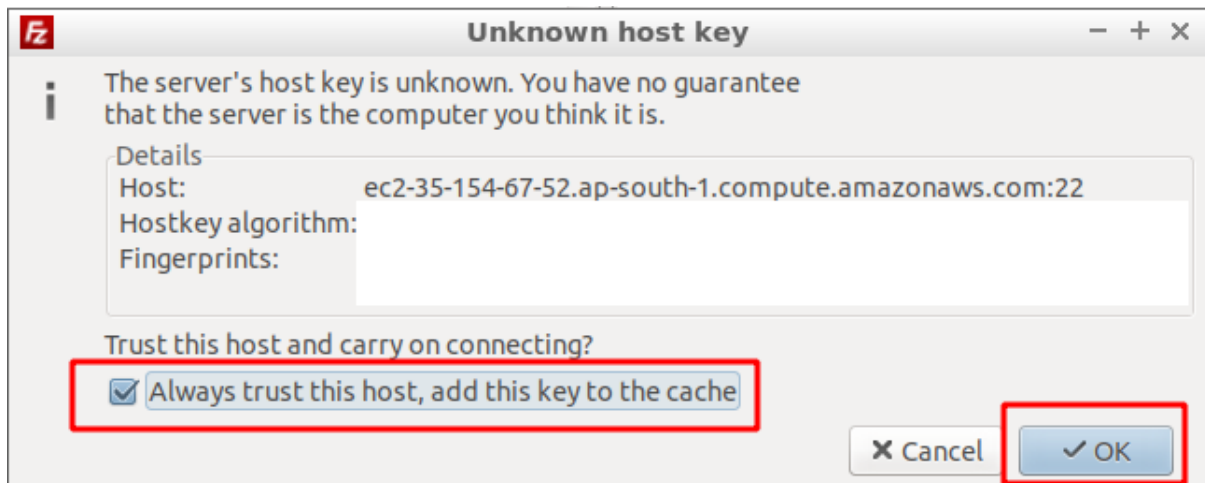 Fz
Unknown host key
The server's host key is unknown. You have no guarantee
that the server is the computer you think it is.
Details
Host: ec2-35-154-67-52.ap-south-1.compute.amazonaws.com:22
Hostkey algorithm:
Fingerprints:
Trust this host and carry on connecting?
Always trust this host, add this key to the cache
Cancel OK